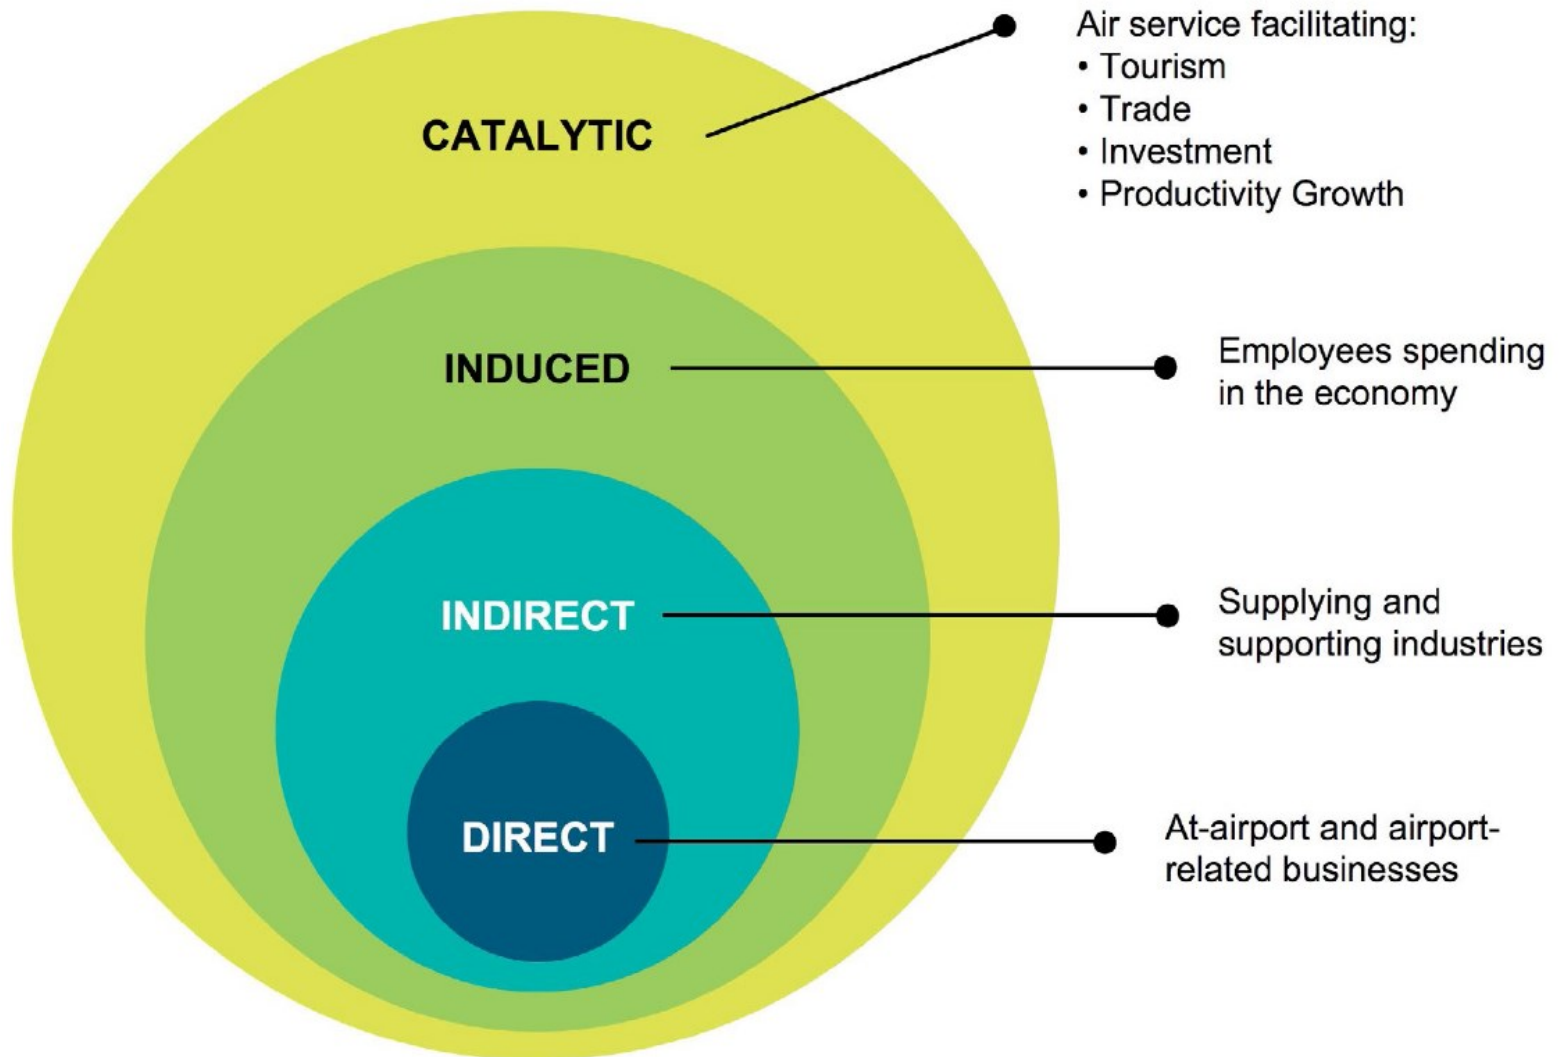 CATALYTIC
Air service facilitating:
• Tourism
• Trade
• Investment
• Productivity Growth
INDUCED
Employees spending
in the economy
INDIRECT
Supplying and
supporting industries
DIRECT
At-airport and airport-
related businesses